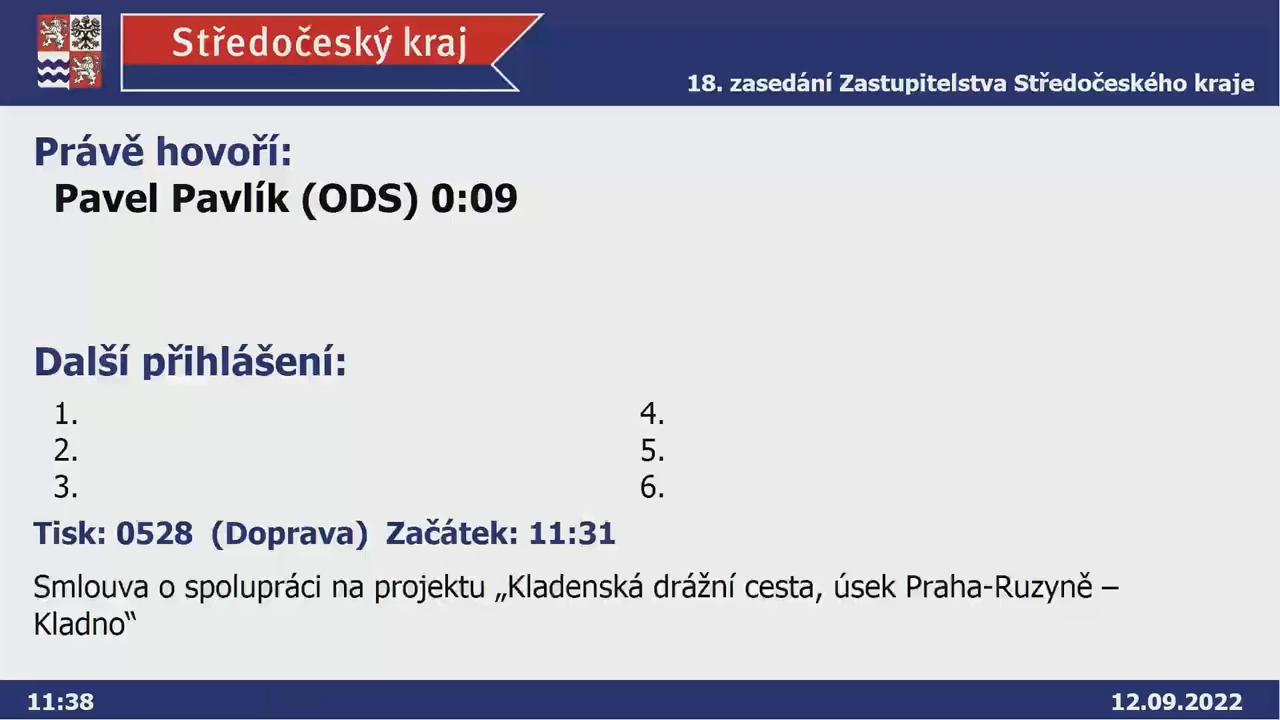 Středočeský kraj
18. zasedání Zastupitelstva Středočeského kraje
Právě hovoří:
Pavel Pavlík (ODS) 0:09
Další přihlášení:
1.
2.
3.
4.
5.
6.
Tisk: 0528 (Doprava) Začátek: 11:31
Smlouva o spolupráci na projektu „Kladenská drážní cesta, úsek Praha-Ruzyně –
Kladno“
11:38
12.09.2022